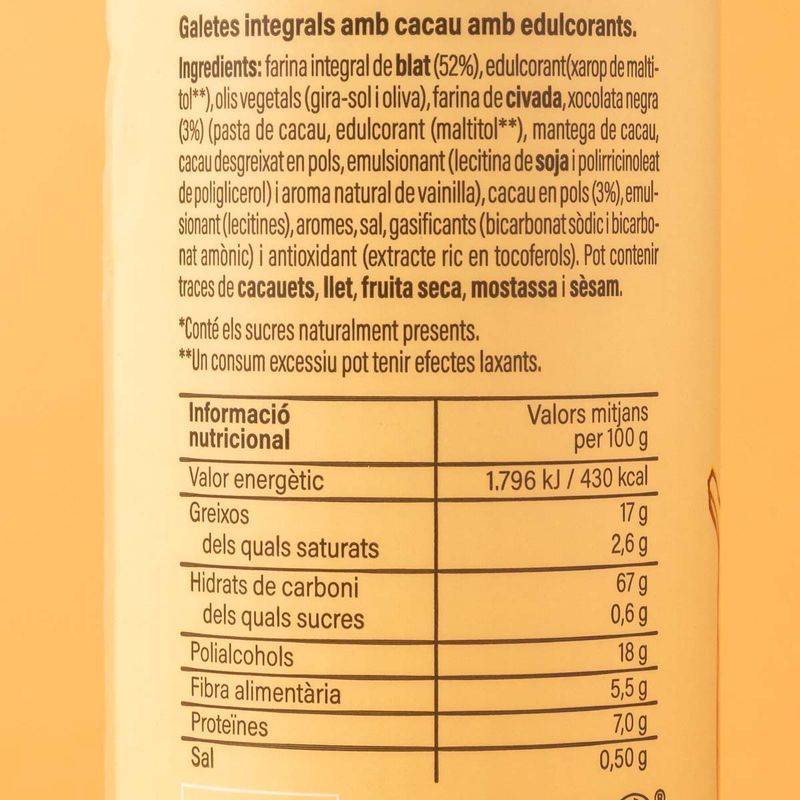 Galetes integrals amb cacau amb edulcorants.
Ingredients: farina integral de blat (52%), edulcorant (xarop de malti-
tol**), olis vegetals (gira-sol i oliva), farina de civada, xocolata negra
(3%) (pasta de cacau, edulcorant (maltitol**), mantega de cacau,
cacau desgreixat en pols, emulsionant (lecitina de soja i polirricinoleat
de poliglicerol) i aroma natural de vainilla), cacau en pols (3%), emul-
sionant (lecitines), aromes, sal, gasificants (bicarbonat sòdic i bicarbo-
nat amònic) i antioxidant (extracte ric en tocoferols). Pot contenir
traces de cacauets, llet, fruita seca, mostassa i sèsam.
*Conté els sucres naturalment presents.
**Un consum excessiu pot tenir efectes laxants.
Informació
nutricional
Valors mitjans
per 100 g
Valor energètic 1.796 kJ / 430 kcal
Greixos 17 g
dels quals saturats 2,6 g
Hidrats de carboni 67 g
dels quals sucres 0,6 g
Polialcohols 18 g
Fibra alimentària 5,5 g
Proteïnes 7,0 g
Sal 0,50 g
®